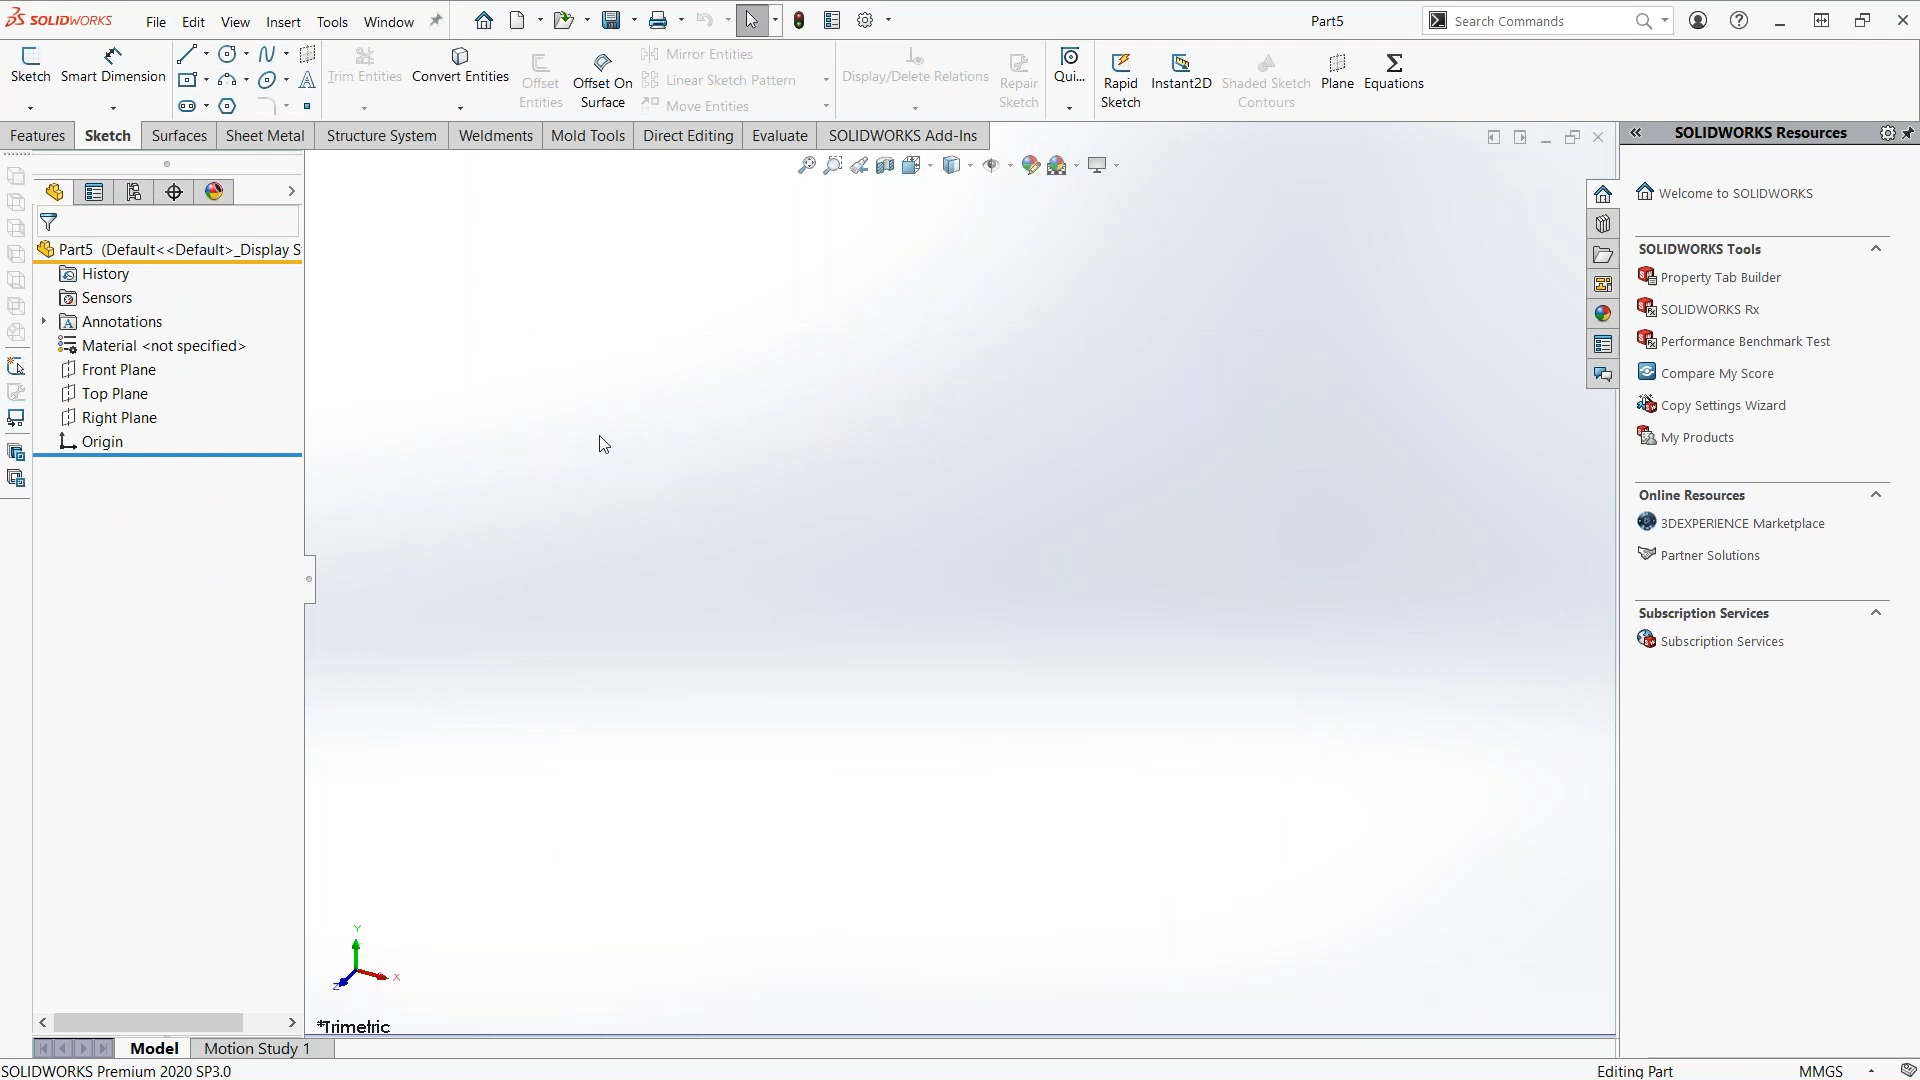 SOLIDWORKS File Edit View Insert Tools Window Part5 Search Commands
Sketch Smart Dimension Trim Entities Convert Entities Offset Entities Offset On Surface Mirror Entities Linear Sketch Pattern Move Entities Display/Delete Relations Repair Sketch Qui... Rapid Sketch Instant2D Shaded Sketch Contours Plane Equations
Features Sketch Surfaces Sheet Metal Structure System Weldments Mold Tools Direct Editing Evaluate SOLIDWORKS Add-Ins
Part5 (Default<<Default>_Display S
History
Sensors
Annotations
Material <not specified>
Front Plane
Top Plane
Right Plane
Origin
Y
X
Z
*Trimetric
SOLIDWORKS Resources
Welcome to SOLIDWORKS
SOLIDWORKS Tools
Property Tab Builder
SOLIDWORKS Rx
Performance Benchmark Test
Compare My Score
Copy Settings Wizard
My Products
Online Resources
3DEXPERIENCE Marketplace
Partner Solutions
Subscription Services
Subscription Services
Model Motion Study 1
SOLIDWORKS Premium 2020 SP3.0 Editing Part MMGS